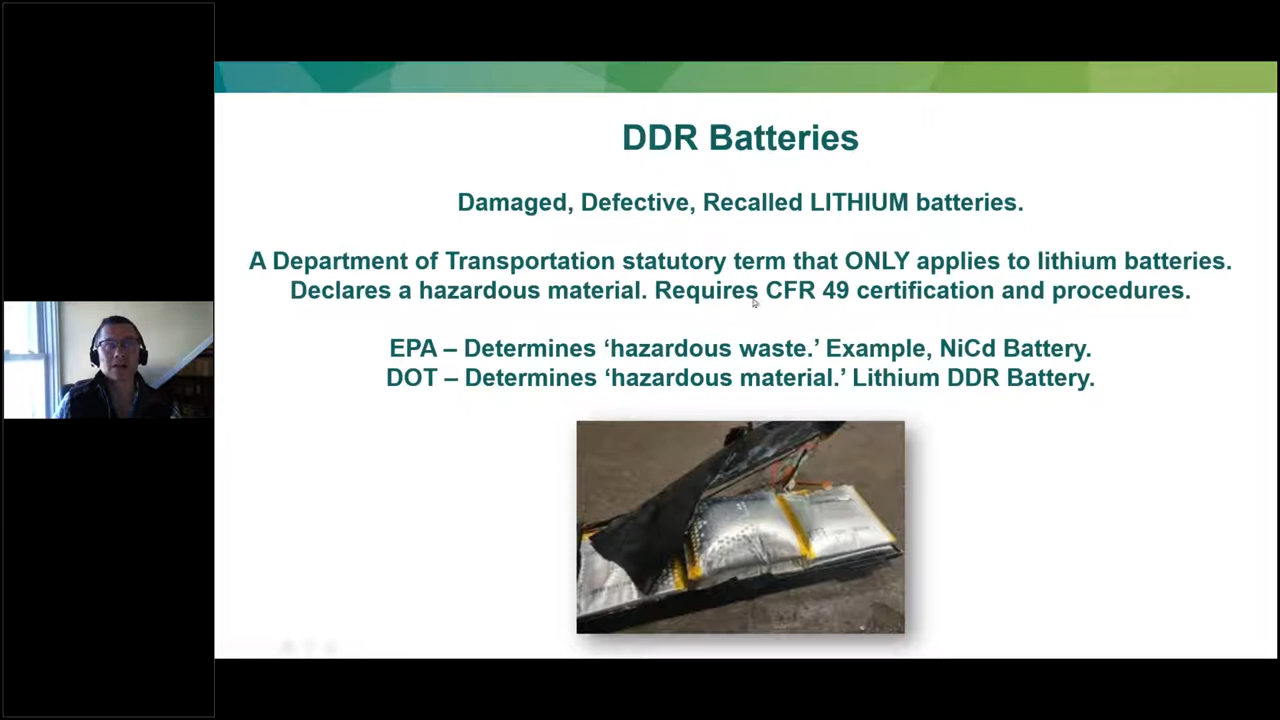 DDR Batteries
Damaged, Defective, Recalled LITHIUM batteries.
A Department of Transportation statutory term that ONLY applies to lithium batteries.
Declares a hazardous material. Requires CFR 49 certification and procedures.
EPA – Determines ‘hazardous waste.’ Example, NiCd Battery.
DOT – Determines ‘hazardous material.’ Lithium DDR Battery.